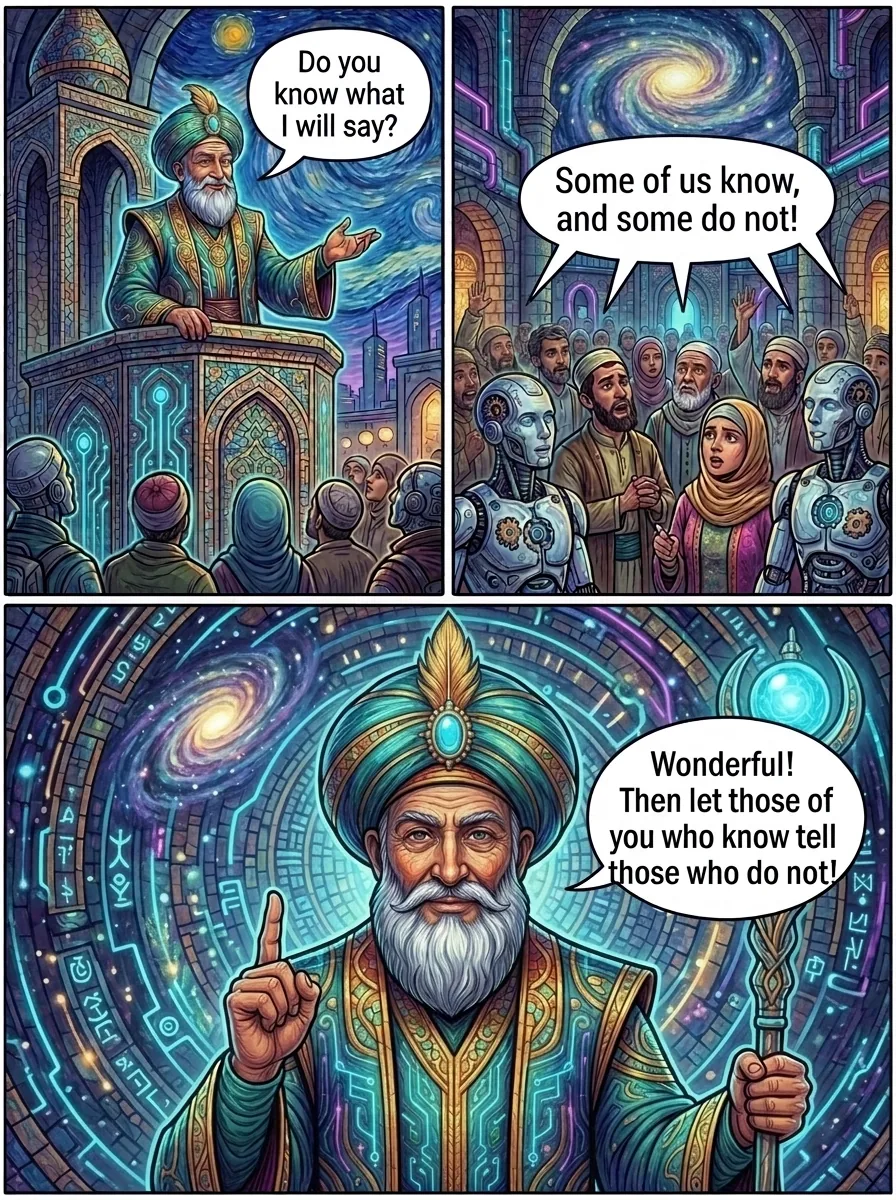 Do you
know what
I will say?
Some of us know,
and some do not!
Wonderful!
Then let those of
you who know tell
those who do not!